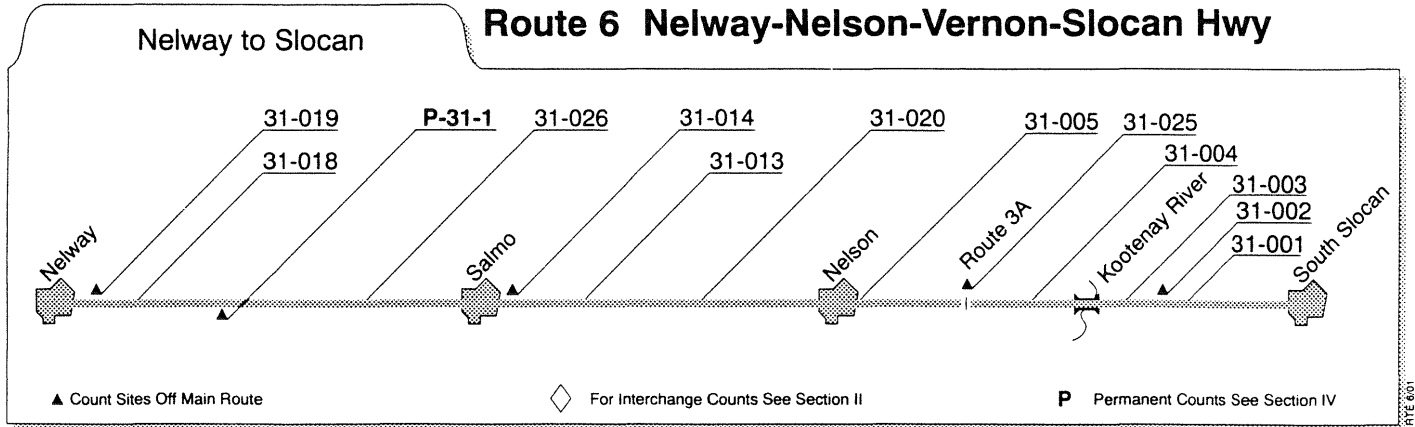 Route 6 Nelway-Nelson-Vernon-Slocan Hwy
Nelway to Slocan
31-019
P-31-1
31-026
31-014
31-020
31-005
31-025
31-018
31-013
31-004
31-003
31-002
31-001
Nelway
Salmo
Nelson
Route 3A
Kootenay River
South Slocan
▲ Count Sites Off Main Route
For Interchange Counts See Section II
P Permanent Counts See Section IV
RTE 6/01